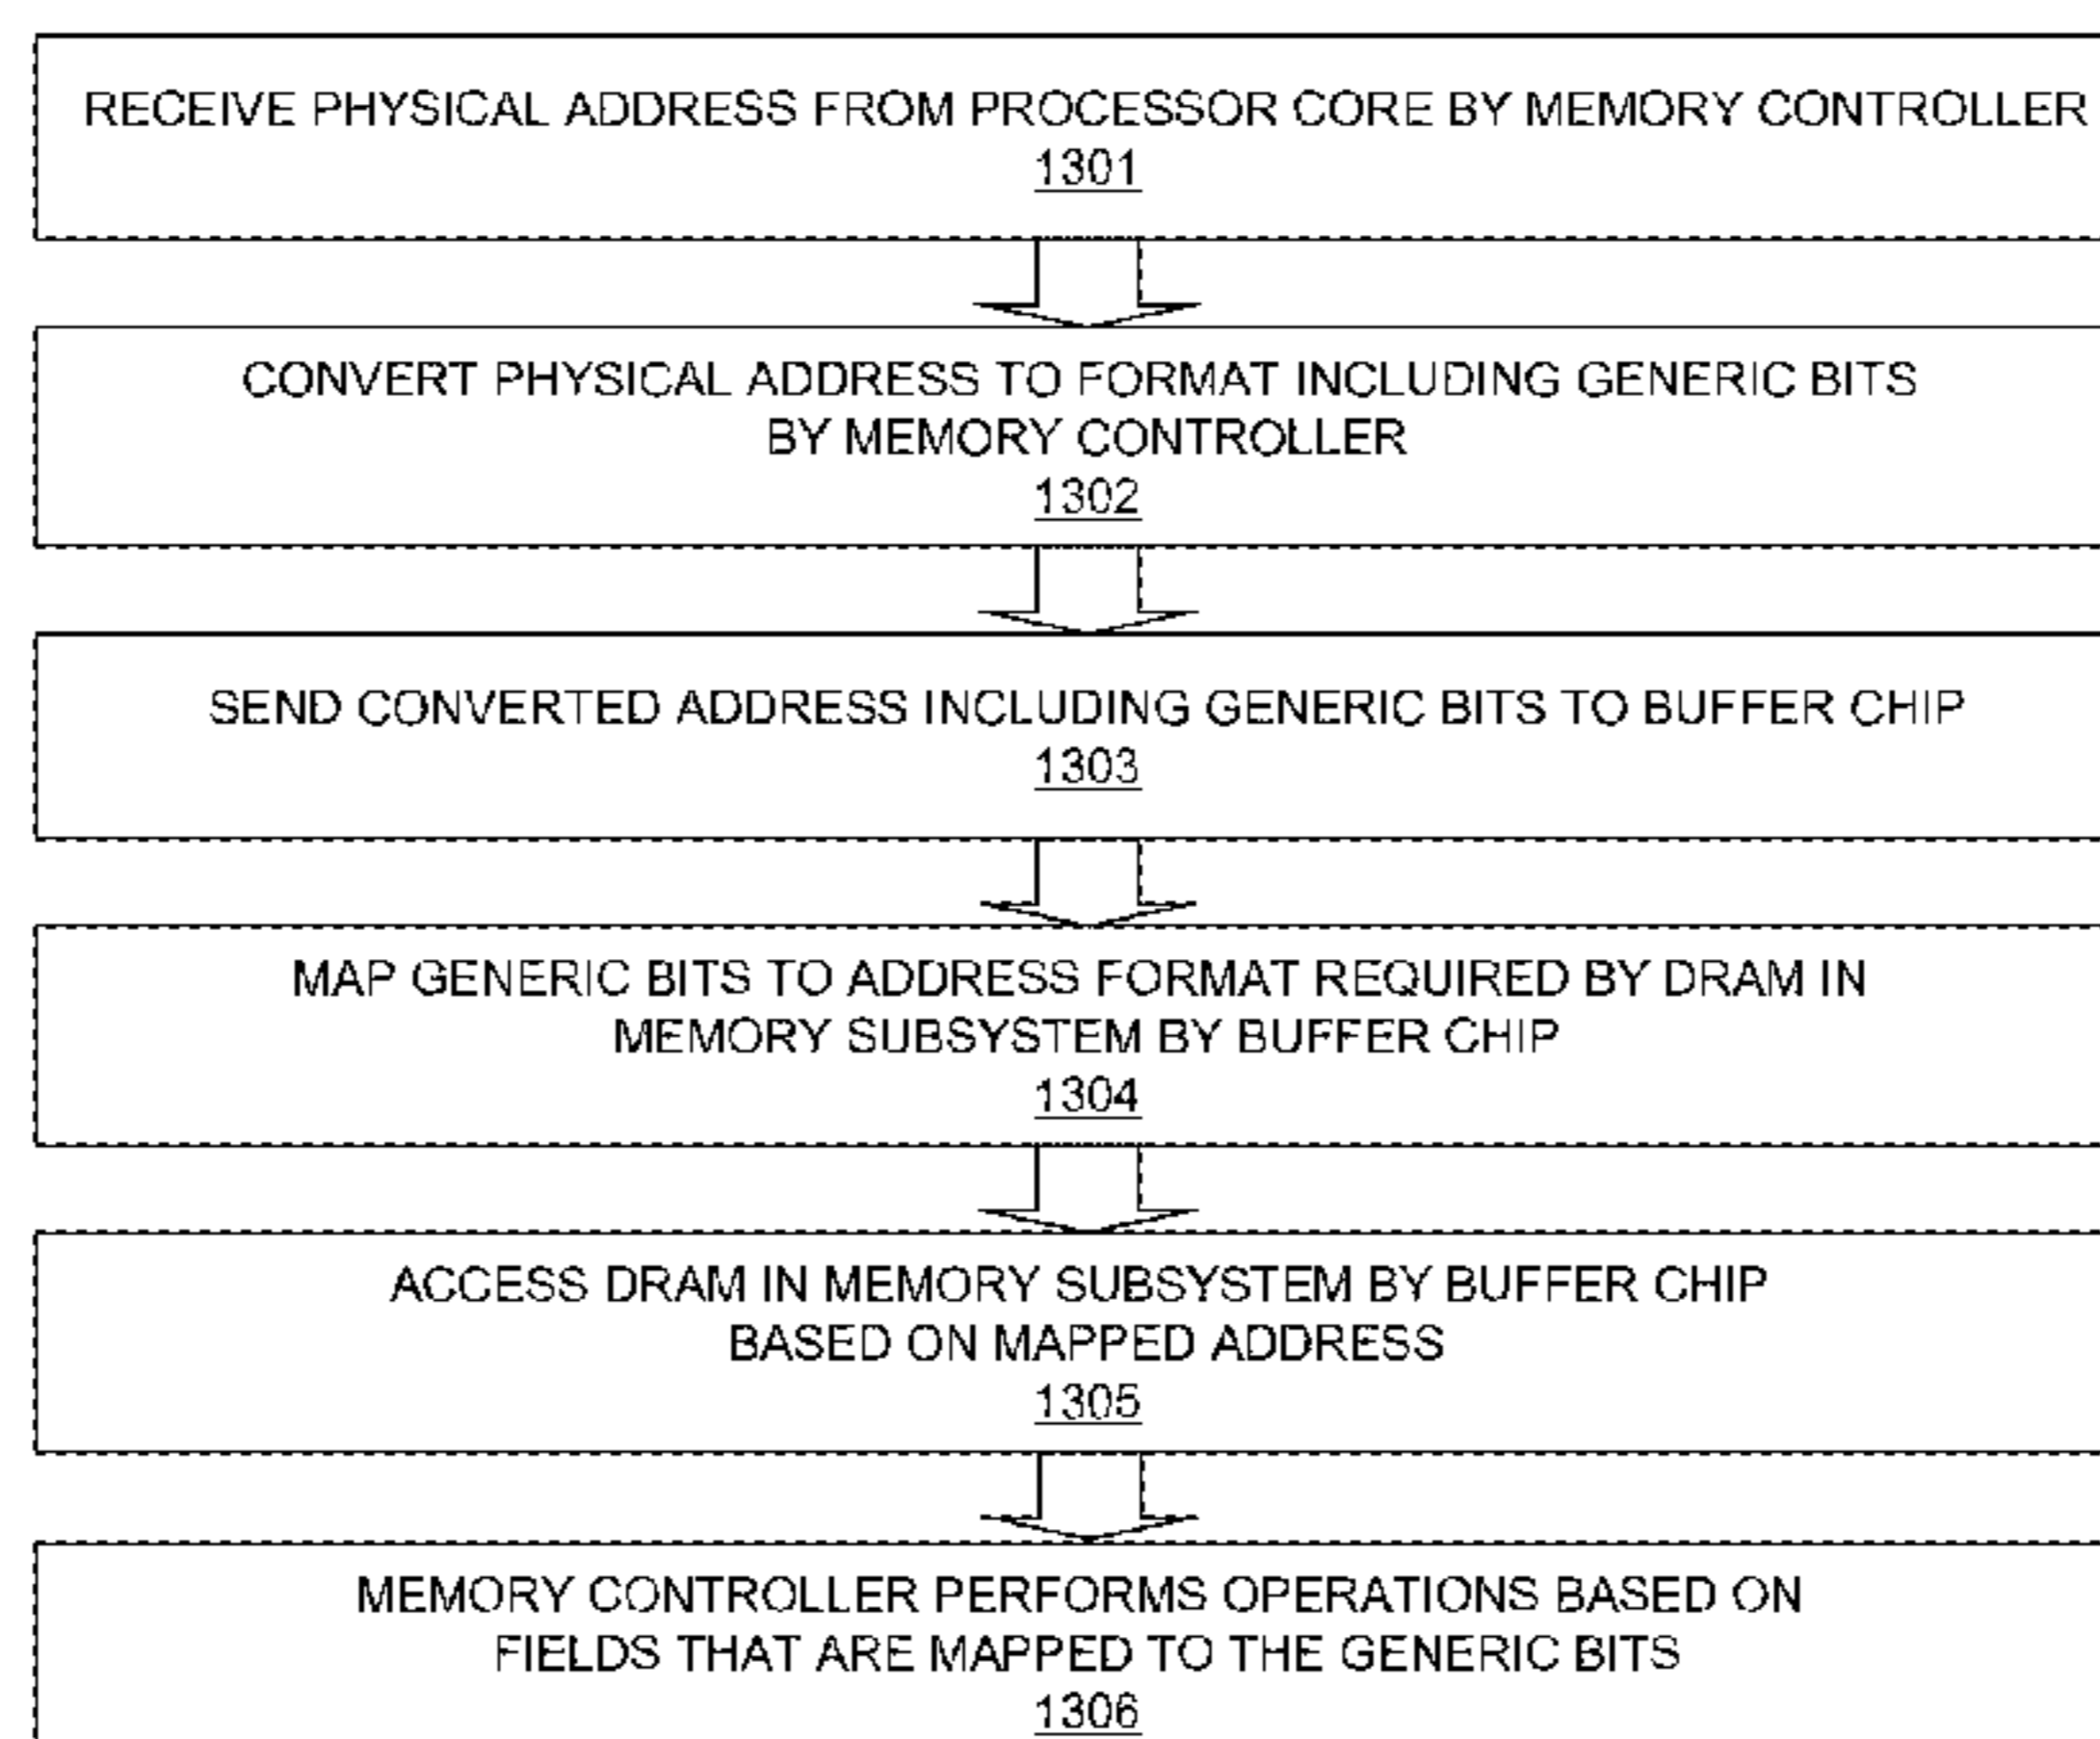 RECEIVE PHYSICAL ADDRESS FROM PROCESSOR CORE BY MEMORY CONTROLLER
1301
CONVERT PHYSICAL ADDRESS TO FORMAT INCLUDING GENERIC BITS
BY MEMORY CONTROLLER
1302
SEND CONVERTED ADDRESS INCLUDING GENERIC BITS TO BUFFER CHIP
1303
MAP GENERIC BITS TO ADDRESS FORMAT REQUIRED BY DRAM IN
MEMORY SUBSYSTEM BY BUFFER CHIP
1304
ACCESS DRAM IN MEMORY SUBSYSTEM BY BUFFER CHIP
BASED ON MAPPED ADDRESS
1305
MEMORY CONTROLLER PERFORMS OPERATIONS BASED ON
FIELDS THAT ARE MAPPED TO THE GENERIC BITS
1306